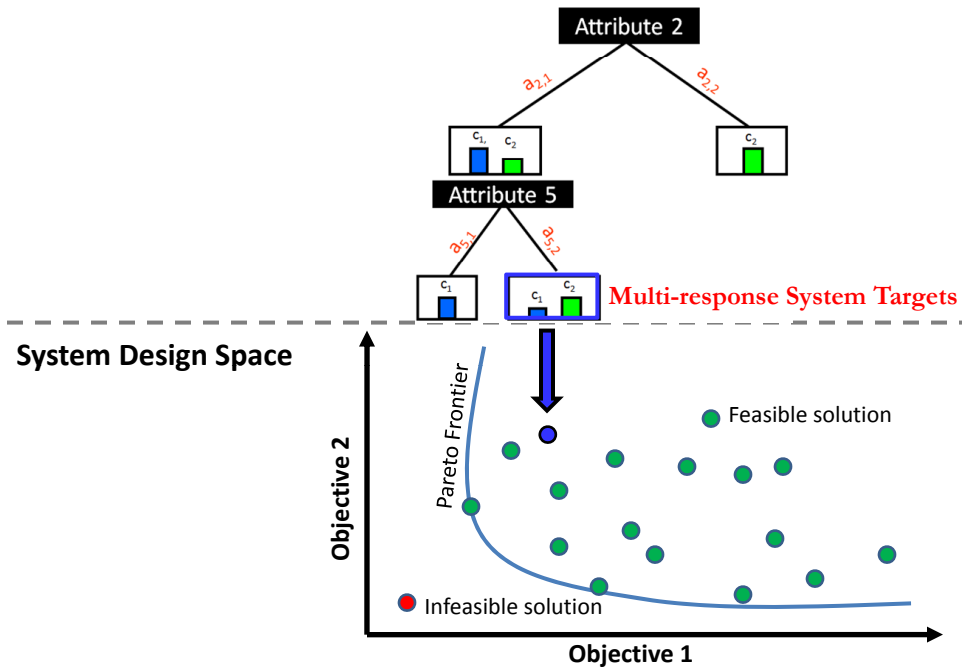 Attribute 2
a2,1
a2,2
c1, c2
c2
Attribute 5
a5,1
a5,2
c1
c1 c2
Multi-response System Targets
System Design Space
Pareto Frontier
Feasible solution
Objective 2
Infeasible solution
Objective 1